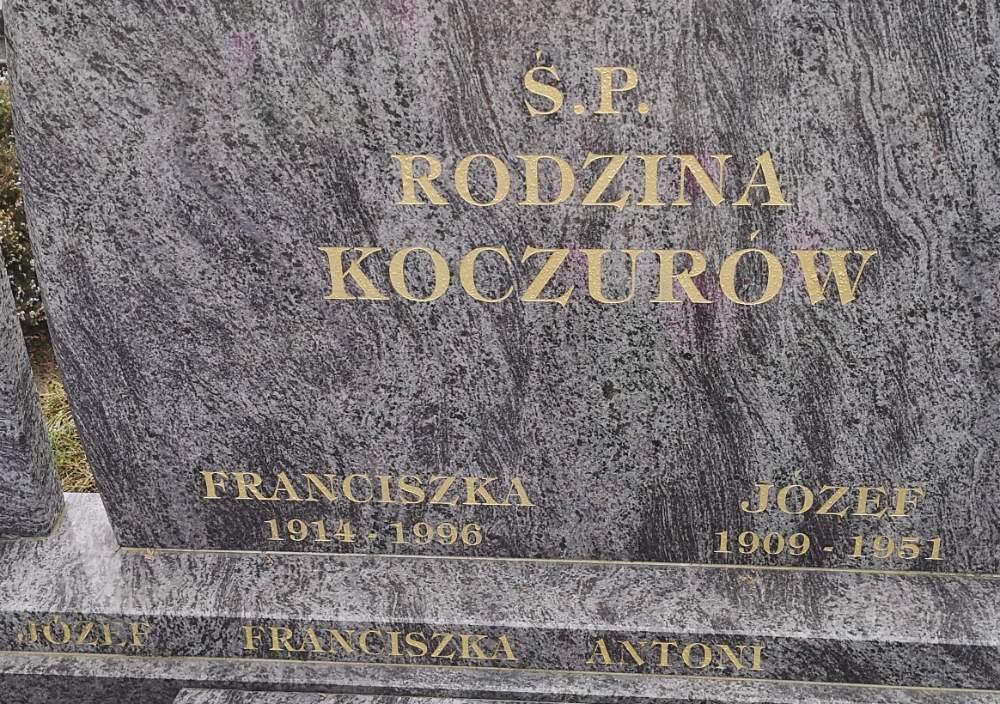 Ś.P.
RODZINA
KOCZURÓW
FRANCISZKA
1914 - 1996
JÓZEF
1909 - 1951
JÓZEF FRANCISZKA ANTONI